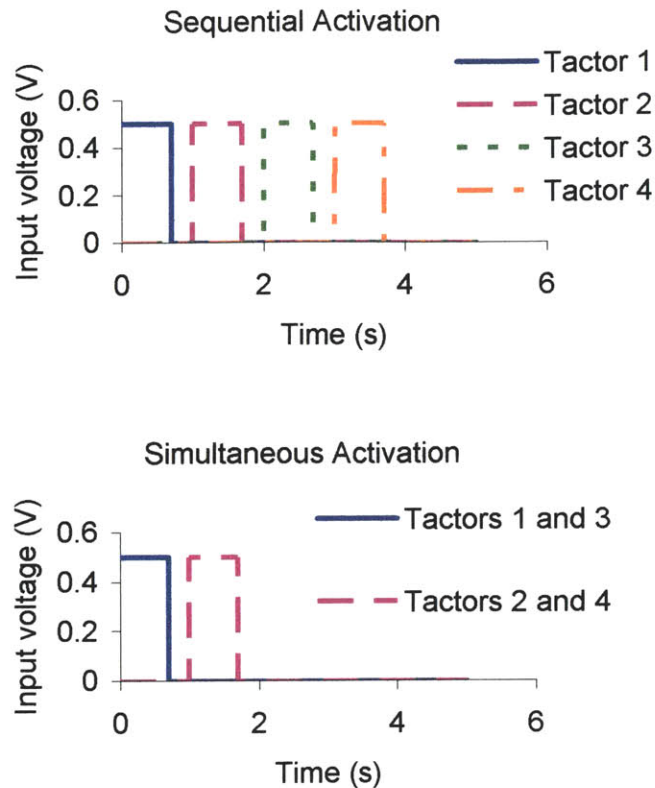 Sequential Activation
Tactor 1
Tactor 2
Tactor 3
Tactor 4
Input voltage (V)
0.6
0.4
0.2
0
0 2 4 6
Time (s)
Simultaneous Activation
Tactors 1 and 3
Tactors 2 and 4
Input voltage (V)
0.6
0.4
0.2
0
0 2 4 6
Time (s)